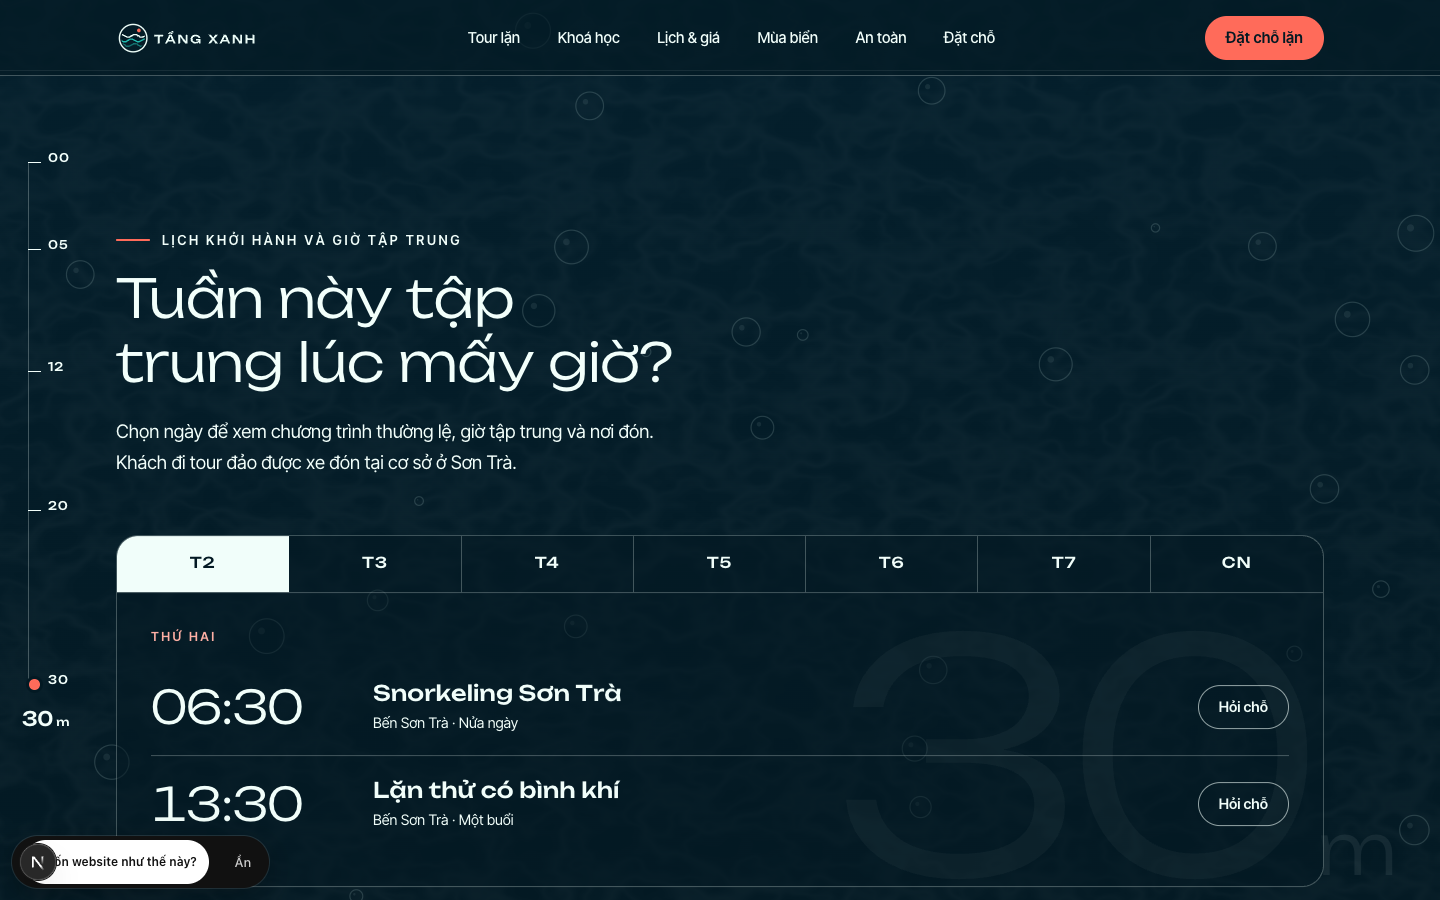 TẦNG XANH
Tour lặn
Khoá học
Lịch & giá
Mùa biển
An toàn
Đặt chỗ
Đặt chỗ lặn
00
05
12
20
30
30 m
LỊCH KHỞI HÀNH VÀ GIỜ TẬP TRUNG
Tuần này tập
trung lúc mấy giờ?
Chọn ngày để xem chương trình thường lệ, giờ tập trung và nơi đón.
Khách đi tour đảo được xe đón tại cơ sở ở Sơn Trà.
T2
T3
T4
T5
T6
T7
CN
THỨ HAI
06:30
Snorkeling Sơn Trà
Bến Sơn Trà · Nửa ngày
Hỏi chỗ
13:30
Lặn thử có bình khí
Bến Sơn Trà · Một buổi
Hỏi chỗ
30 m
N
website như thế này?
Ẩn